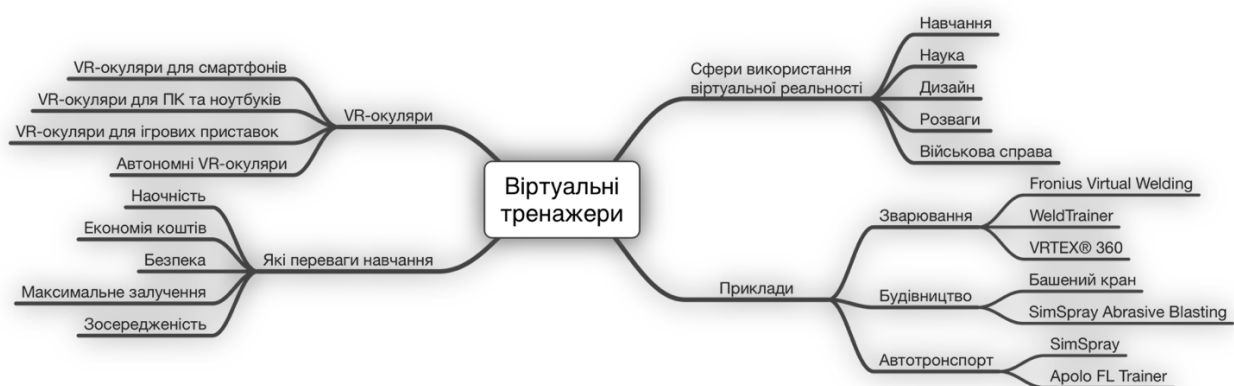 VR-окуляри для смартфонів
VR-окуляри для ПК та ноутбуків
VR-окуляри для ігрових приставок
Автономні VR-окуляри
VR-окуляри
Наочність
Економія коштів
Безпека
Максимальне залучення
Зосередженість
Які переваги навчання
Віртуальні
тренажери
Сфери використання
віртуальної реальності
Навчання
Наука
Дизайн
Розваги
Військова справа
Приклади
Зварювання
Fronius Virtual Welding
WeldTrainer
VRTEX® 360
Будівництво
Башений кран
SimSpray Abrasive Blasting
Автотронспорт
SimSpray
Apolo FL Trainer